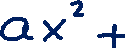 ax² +